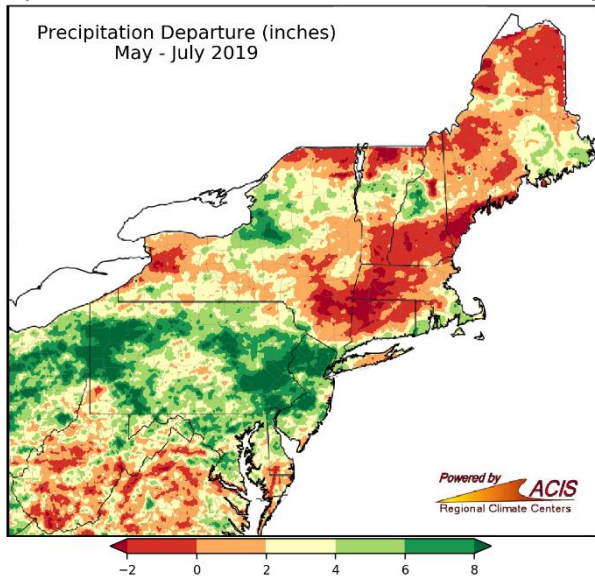 Precipitation Departure (inches)
May - July 2019
Powered by
ACIS
Regional Climate Centers
−2 0 2 4 6 8